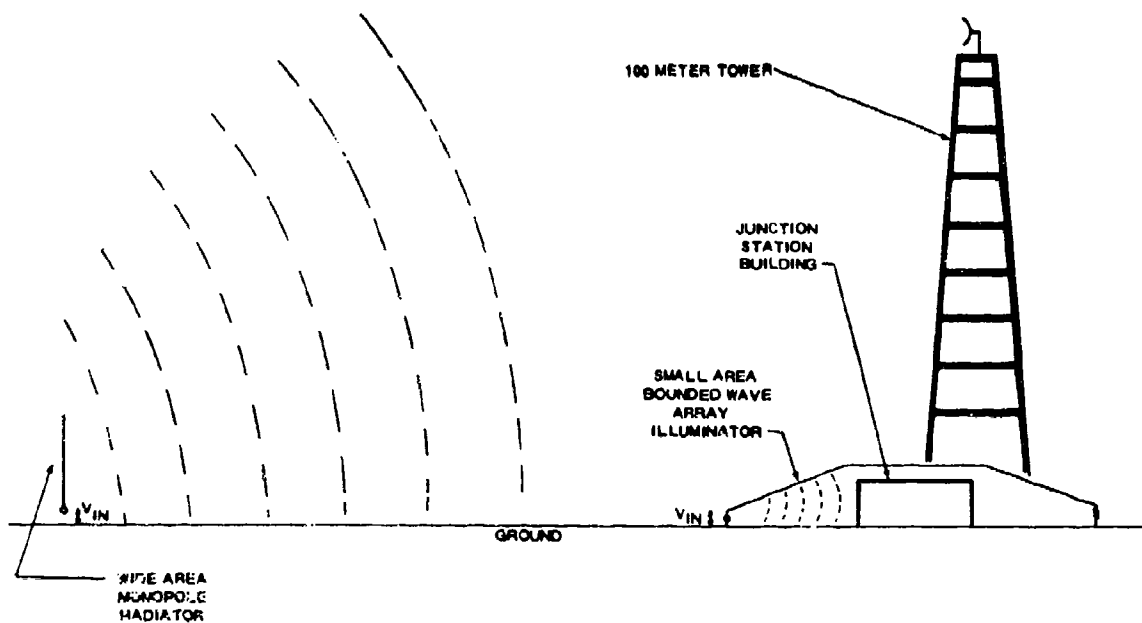 100 METER TOWER
JUNCTION
STATION
BUILDING
SMALL AREA
BOUNDED WAVE
ARRAY
ILLUMINATOR
VIN
VIN
GROUND
WIDE AREA
MONOPOLE
RADIATOR